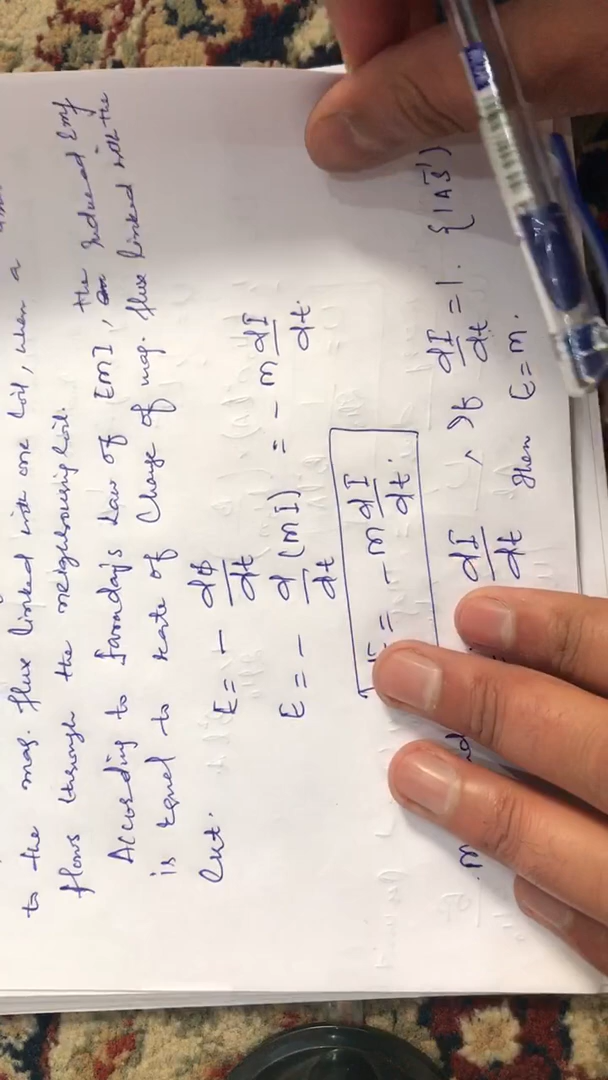 to the mag. flux linked with one coil, when a
flows through the neighbouring coil.
According to faraday's Law of EMI, the induced Emf
is equal to rate of change of mag. flux linked with the
E = - dϕ/dt
E = - d/dt (MI) = - m dI/dt.
= - m dI/dt.
dI/dt , If dI/dt = 1. {1 A s⁻¹}
then E = m.